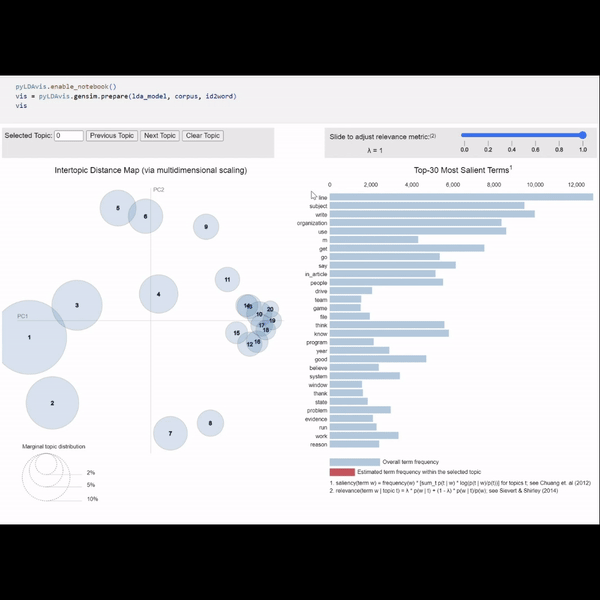 pyLDAvis.enable_notebook()
vis = pyLDAvis.gensim.prepare(lda_model, corpus, id2word)
vis
Selected Topic: 0 Previous Topic Next Topic Clear Topic
Slide to adjust relevance metric:(2)
λ = 1
0.0 0.2 0.4 0.6 0.8 1.0
Intertopic Distance Map (via multidimensional scaling)
PC2
PC1
5
6
9
11
4
3
1
2
7
8
10
20
19
17
18
15
12
16
Marginal topic distribution
2%
5%
10%
Top-30 Most Salient Terms1
0 2,000 4,000 6,000 8,000 10,000 12,000
line
subject
write
organization
use
m
get
go
say
in_article
people
drive
team
game
file
think
know
program
year
good
believe
system
window
thank
state
problem
evidence
run
work
reason
Overall term frequency
Estimated term frequency within the selected topic
1. saliency(term w) = frequency(w) * [sum_t p(t | w) * log(p(t | w)/p(t))] for topics t; see Chuang et. al (2012)
2. relevance(term w | topic t) = λ * p(w | t) + (1 - λ) * p(w | t)/p(w); see Sievert & Shirley (2014)